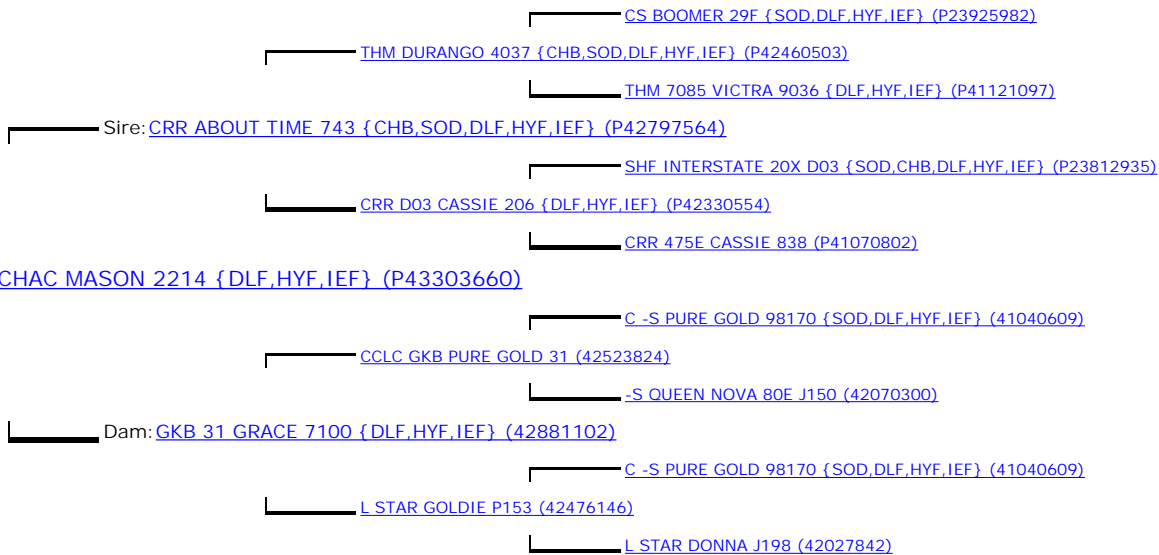 CS BOOMER 29F {SOD,DLF,HYF,IEF} (P23925982)
THM DURANGO 4037 {CHB,SOD,DLF,HYF,IEF} (P42460503)
THM 7085 VICTRA 9036 {DLF,HYF,IEF} (P41121097)
Sire: CRR ABOUT TIME 743 {CHB,SOD,DLF,HYF,IEF} (P42797564)
SHF INTERSTATE 20X D03 {SOD,CHB,DLF,HYF,IEF} (P23812935)
CRR D03 CASSIE 206 {DLF,HYF,IEF} (P42330554)
CRR 475E CASSIE 838 (P41070802)
CHAC MASON 2214 {DLF,HYF,IEF} (P43303660)
C -S PURE GOLD 98170 {SOD,DLF,HYF,IEF} (41040609)
CCLC GKB PURE GOLD 31 (42523824)
-S QUEEN NOVA 80E J150 (42070300)
Dam: GKB 31 GRACE 7100 {DLF,HYF,IEF} (42881102)
C -S PURE GOLD 98170 {SOD,DLF,HYF,IEF} (41040609)
L STAR GOLDIE P153 (42476146)
L STAR DONNA J198 (42027842)